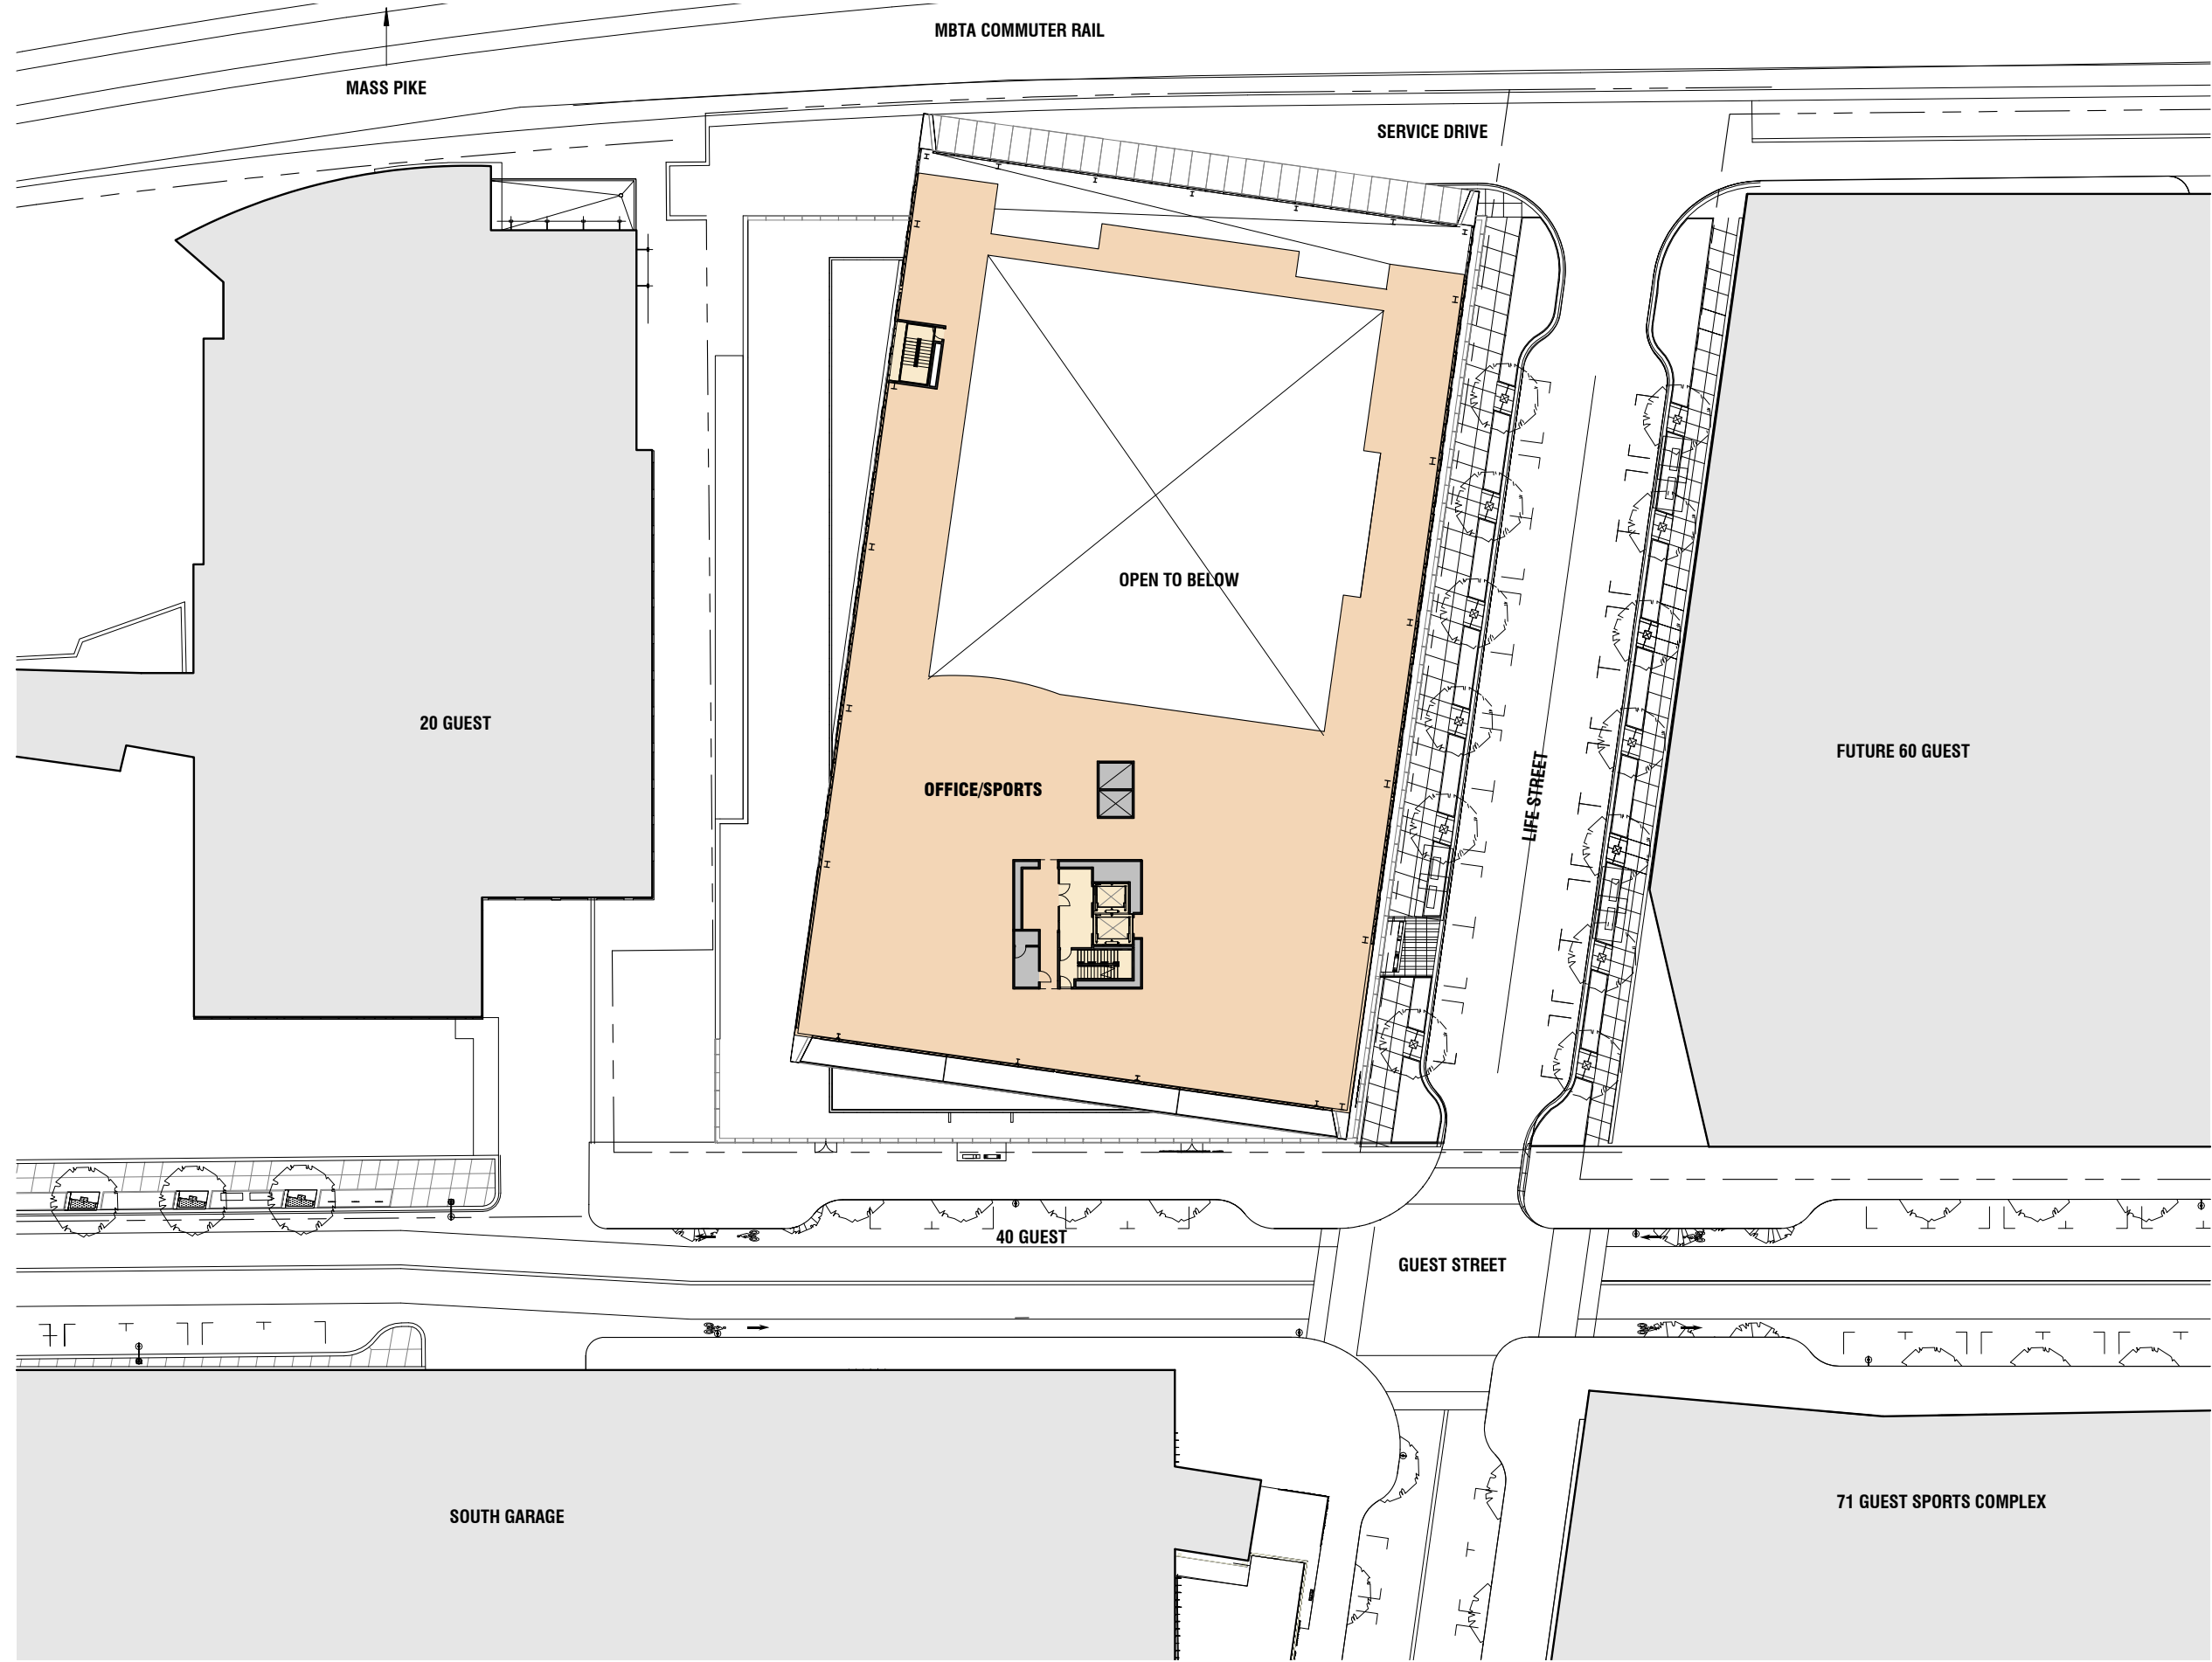 MBTA COMMUTER RAIL
MASS PIKE
SERVICE DRIVE
OPEN TO BELOW
20 GUEST
FUTURE 60 GUEST
OFFICE/SPORTS
LIFE STREET
40 GUEST
GUEST STREET
SOUTH GARAGE
71 GUEST SPORTS COMPLEX